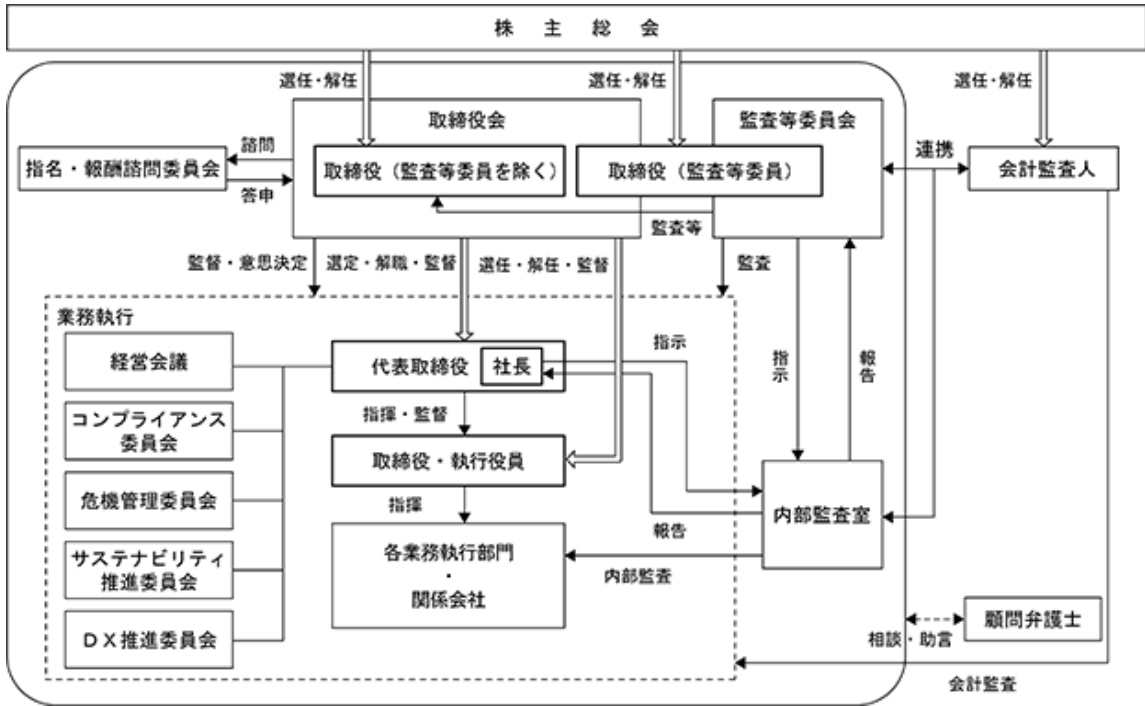 株主総会
選任・解任
選任・解任
選任・解任
取締役会
監査等委員会
諮問
指名・報酬諮問委員会
答申
取締役（監査等委員を除く）
取締役（監査等委員）
連携
会計監査人
監査等
監督・意思決定
選定・解職・監督
選任・解任・監督
監査
業務執行
経営会議
代表取締役
社長
指示
指示
報告
コンプライアンス
委員会
指揮・監督
取締役・執行役員
危機管理委員会
指揮
内部監査室
報告
サステナビリティ
推進委員会
各業務執行部門
・
関係会社
内部監査
ＤＸ推進委員会
顧問弁護士
相談・助言
会計監査